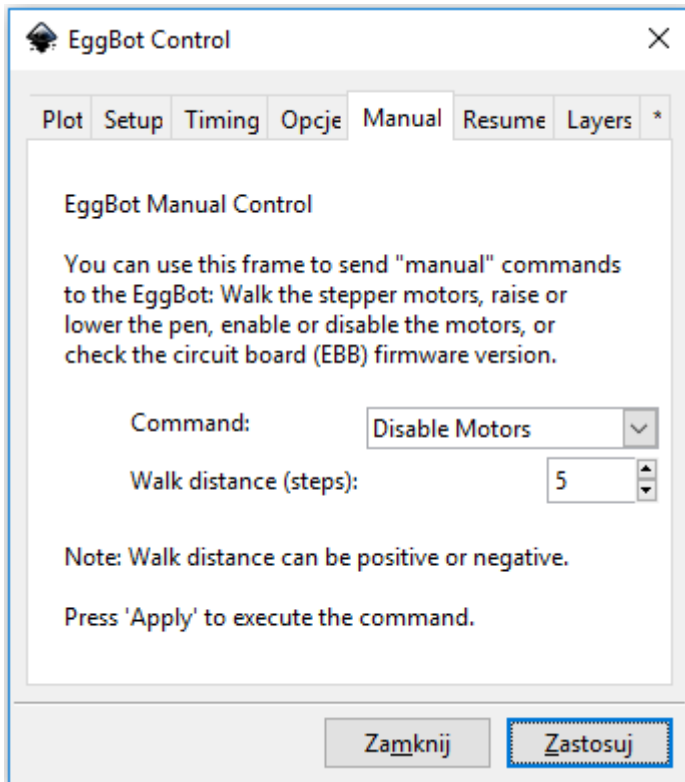 EggBot Control
Plot Setup Timing Opcje Manual Resume Layers *
EggBot Manual Control
You can use this frame to send "manual" commands
to the EggBot: Walk the stepper motors, raise or
lower the pen, enable or disable the motors, or
check the circuit board (EBB) firmware version.
Command: Disable Motors
Walk distance (steps): 5
Note: Walk distance can be positive or negative.
Press 'Apply' to execute the command.
Zamknij Zastosuj